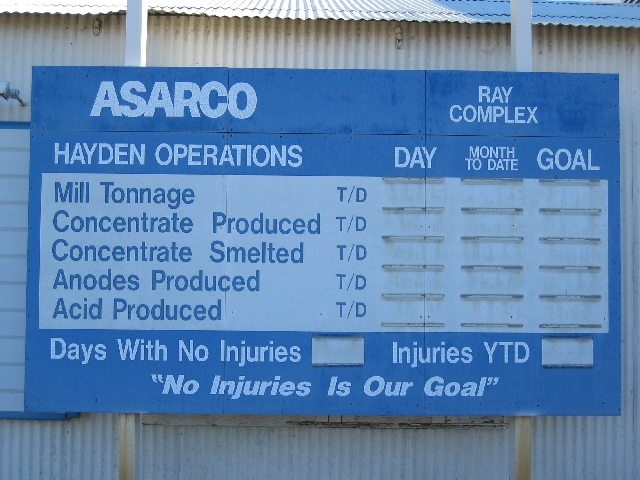 ASARCO
RAY
COMPLEX
HAYDEN OPERATIONS DAY MONTH TO DATE GOAL
Mill Tonnage T/D
Concentrate Produced T/D
Concentrate Smelted T/D
Anodes Produced T/D
Acid Produced T/D
Days With No Injuries Injuries YTD
"No Injuries Is Our Goal"